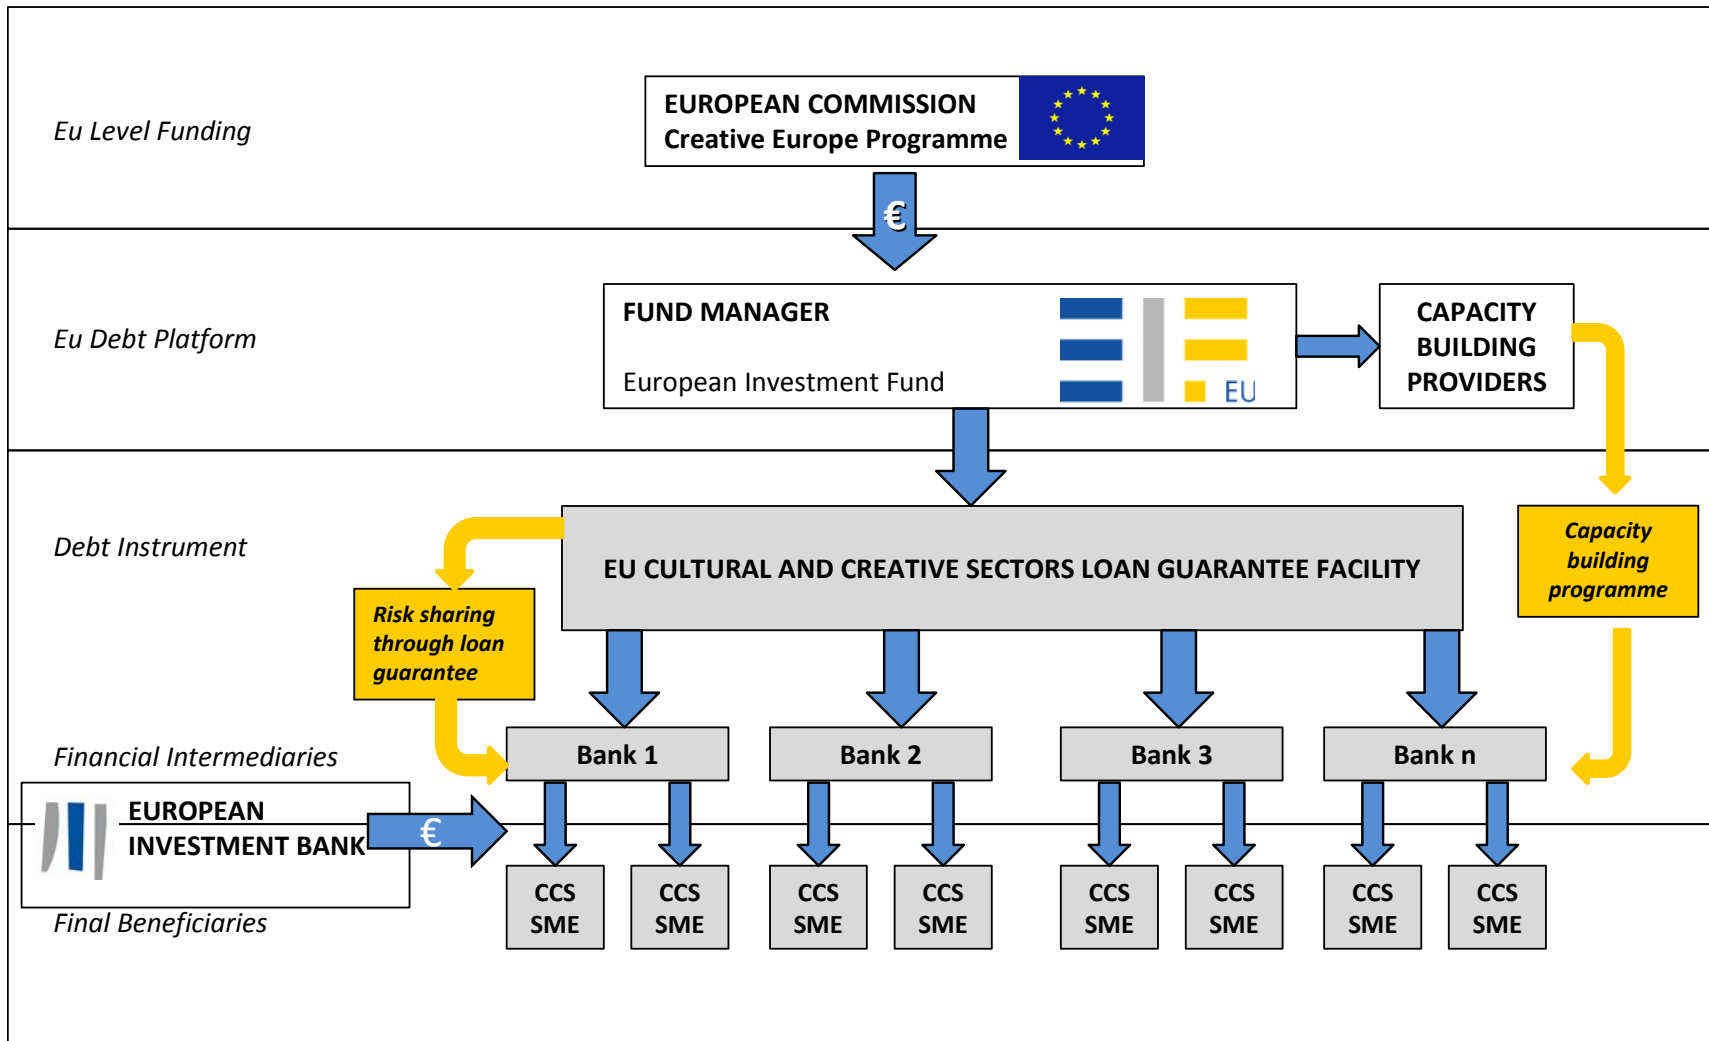 EUROPEAN COMMISSION
Creative Europe Programme
Eu Level Funding
€
FUND MANAGER
European Investment Fund
EU
CAPACITY
BUILDING
PROVIDERS
Eu Debt Platform
Debt Instrument
EU CULTURAL AND CREATIVE SECTORS LOAN GUARANTEE FACILITY
Capacity
building
programme
Risk sharing
through loan
guarantee
Financial Intermediaries
Bank 1
Bank 2
Bank 3
Bank n
EUROPEAN
INVESTMENT BANK
€
CCS
SME
CCS
SME
CCS
SME
CCS
SME
CCS
SME
CCS
SME
CCS
SME
CCS
SME
Final Beneficiaries